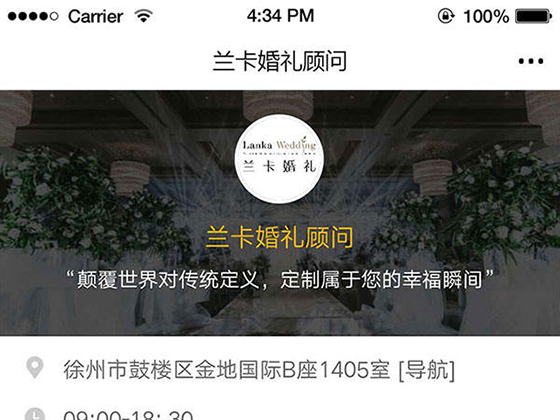 Carrier 4:34 PM 100%
兰卡婚礼顾问
Lanka Wedding
兰卡婚礼
兰卡婚礼顾问
“颠覆世界对传统定义，定制属于您的幸福瞬间”
徐州市鼓楼区金地国际B座1405室 [导航]
09:00-18:30